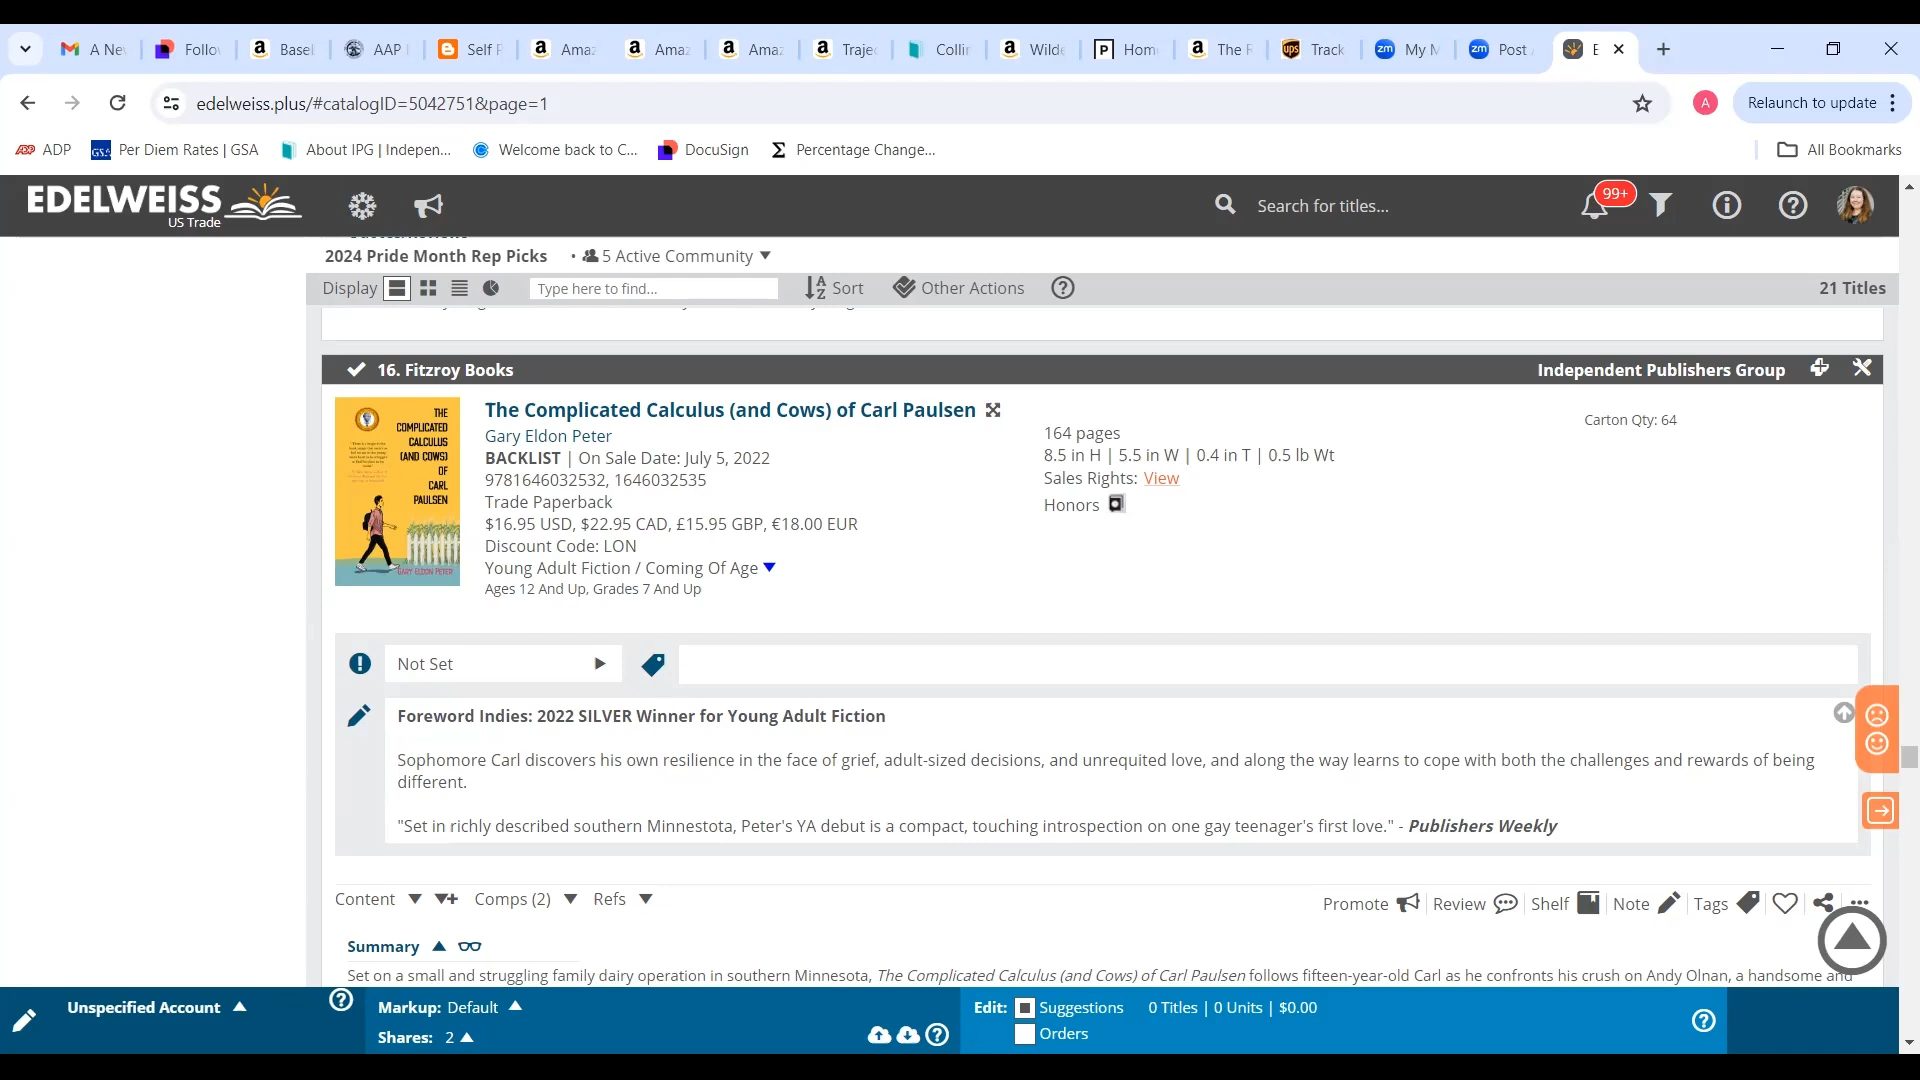 A Ne
Follo
Basel
AAP
Self P
Amaz
Amaz
Amaz
Traje
Collin
Wilde
Hom
The R
Track
My M
Post
E
edelweiss.plus/#catalogID=5042751&page=1
A
Relaunch to update
ADP
Per Diem Rates | GSA
About IPG | Indepen...
Welcome back to C...
DocuSign
Percentage Change...
All Bookmarks
EDELWEISS
US Trade
Search for titles...
99+
2024 Pride Month Rep Picks
• 5 Active Community
Display
Type here to find...
Sort
Other Actions
21 Titles
16. Fitzroy Books
Independent Publishers Group
THE
COMPLICATED
CALCULUS
(AND COWS)
OF
CARL
PAULSEN
GARY ELDON PETER
The Complicated Calculus (and Cows) of Carl Paulsen
Gary Eldon Peter
BACKLIST | On Sale Date: July 5, 2022
9781646032532, 1646032535
Trade Paperback
$16.95 USD, $22.95 CAD, £15.95 GBP, €18.00 EUR
Discount Code: LON
Young Adult Fiction / Coming Of Age
Ages 12 And Up, Grades 7 And Up
164 pages
8.5 in H | 5.5 in W | 0.4 in T | 0.5 lb Wt
Sales Rights: View
Honors
Carton Qty: 64
Not Set
Foreword Indies: 2022 SILVER Winner for Young Adult Fiction
Sophomore Carl discovers his own resilience in the face of grief, adult-sized decisions, and unrequited love, and along the way learns to cope with both the challenges and rewards of being
different.
"Set in richly described southern Minnestota, Peter's YA debut is a compact, touching introspection on one gay teenager's first love." - Publishers Weekly
Content
Comps (2)
Refs
Promote
Review
Shelf
Note
Tags
Summary
Set on a small and struggling family dairy operation in southern Minnesota, The Complicated Calculus (and Cows) of Carl Paulsen follows fifteen-year-old Carl as he confronts his crush on Andy Olnan, a handsome and
Unspecified Account
Markup: Default
Shares: 2
Edit: Suggestions 0 Titles | 0 Units | $0.00
Orders